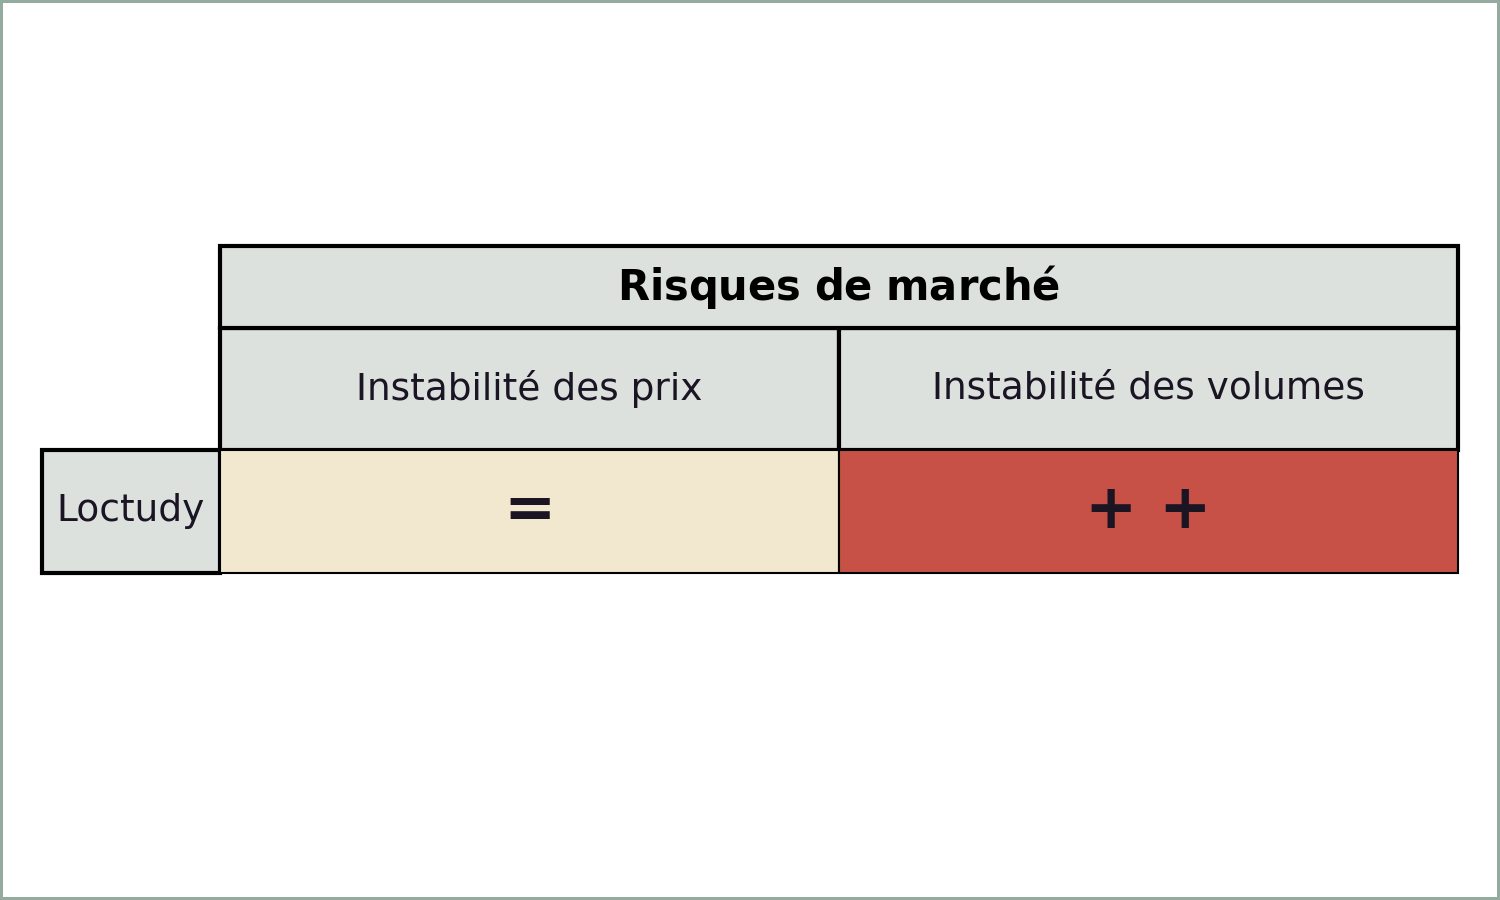 Risques de marché
Instabilité des prix
Instabilité des volumes
Loctudy
=
+ +